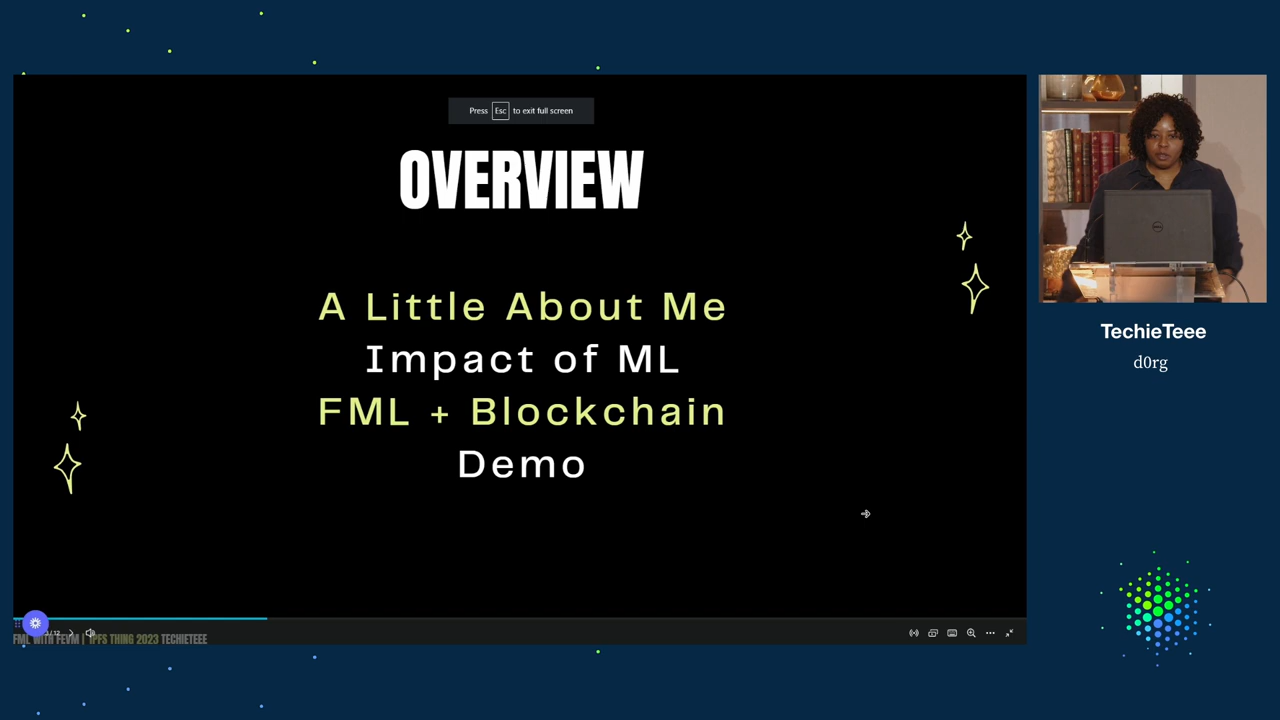 Press Esc to exit full screen
OVERVIEW
A Little About Me
Impact of ML
FML + Blockchain
Demo
TechieTeee
d0rg
FML WITH FEVM | IPFS THING 2023 TECHIETEEE